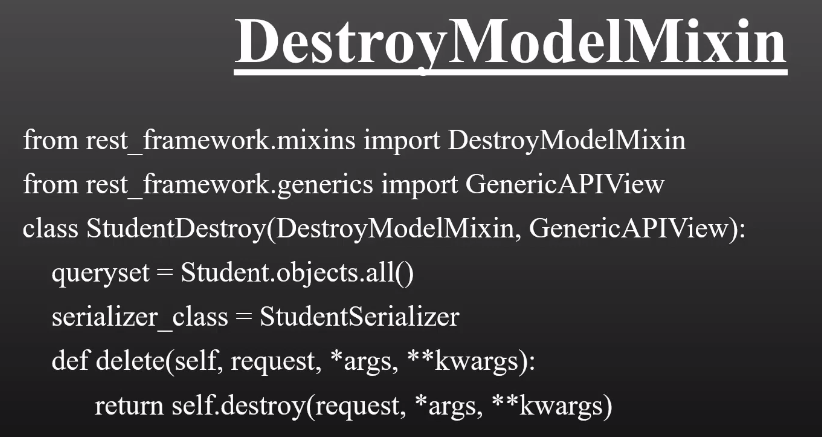 DestroyModelMixin
from rest_framework.mixins import DestroyModelMixin
from rest_framework.generics import GenericAPIView
class StudentDestroy(DestroyModelMixin, GenericAPIView):
queryset = Student.objects.all()
serializer_class = StudentSerializer
def delete(self, request, *args, **kwargs):
return self.destroy(request, *args, **kwargs)